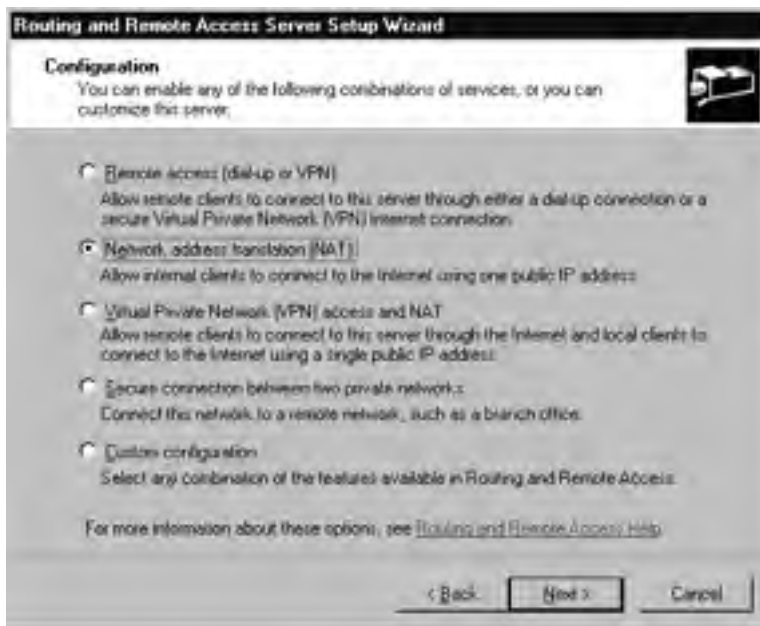 Routing and Remote Access Server Setup Wizard
Configuration
You can enable any of the following combinations of services, or you can
customize this server.
Remote access (dial-up or VPN)
Allow remote clients to connect to this server through either a dial-up connection or a
secure Virtual Private Network (VPN) Internet connection.
Network address translation (NAT)
Allow internal clients to connect to the Internet using one public IP address.
Virtual Private Network (VPN) access and NAT
Allow remote clients to connect to this server through the Internet and local clients to
connect to the Internet using a single public IP address.
Secure connection between two private networks
Connect this network to a remote network, such as a branch office.
Custom configuration
Select any combination of the features available in Routing and Remote Access.
For more information about these options, see Routing and Remote Access Help.
< Back
Next >
Cancel